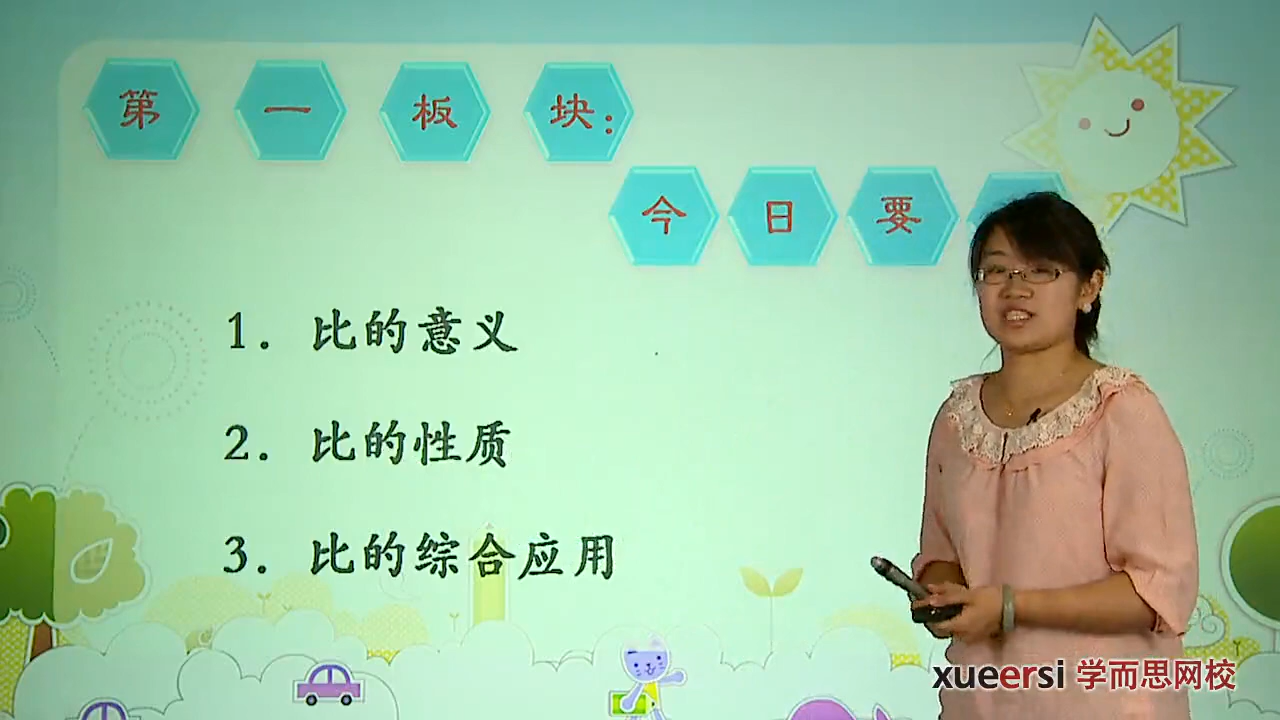 第一板块：
今日要
1．比的意义
2．比的性质
3．比的综合应用
xueersi 学而思网校